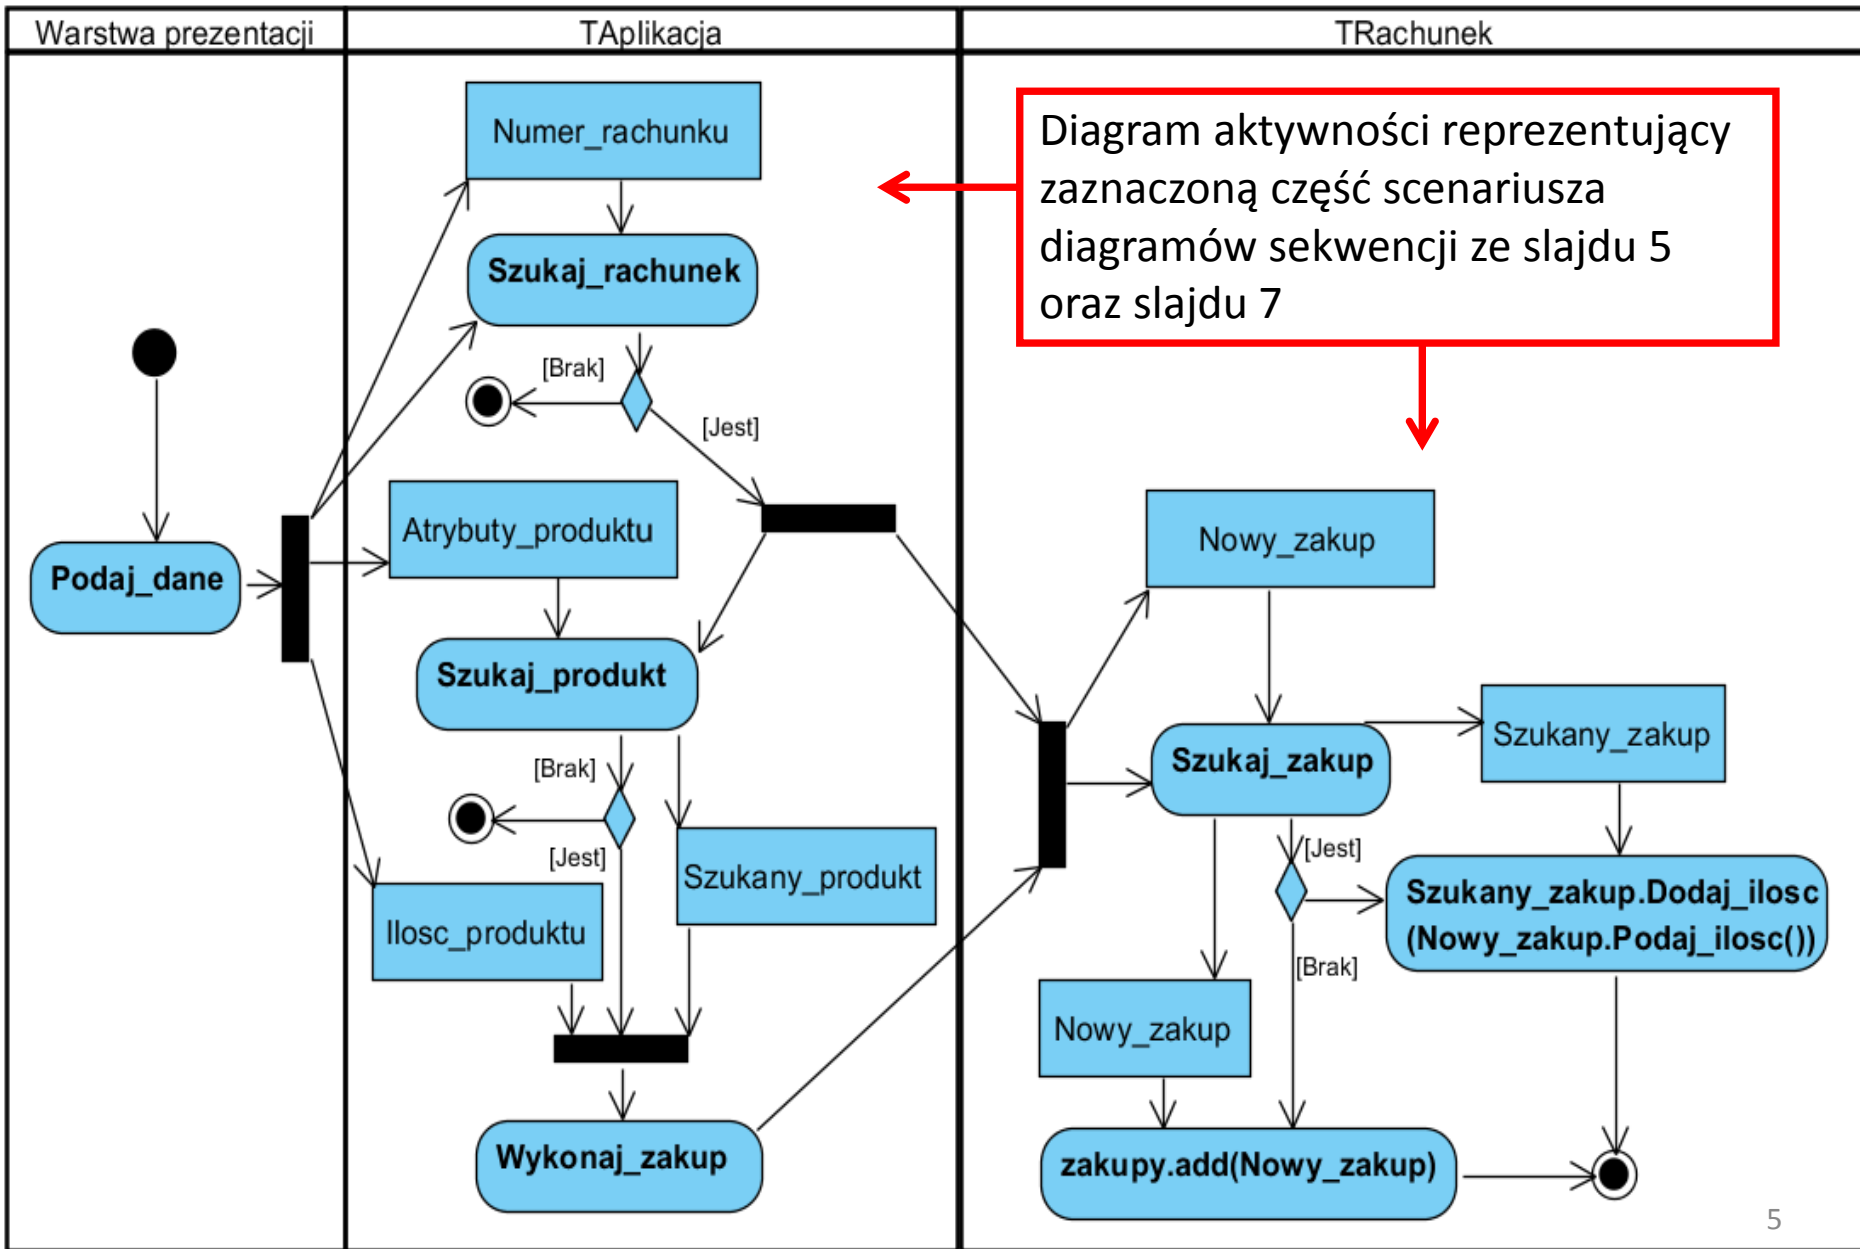 Warstwa prezentacji
TAplikacja
TRachunek
Numer_rachunku
Diagram aktywności reprezentujący
zaznaczoną część scenariusza
diagramów sekwencji ze slajdu 5
oraz slajdu 7
Szukaj_rachunek
[Brak]
[Jest]
Atrybuty_produktu
Nowy_zakup
Podaj_dane
Szukaj_produkt
Szukany_zakup
Szukaj_zakup
[Brak]
[Jest]
Szukany_produkt
[Jest]
Szukany_zakup.Dodaj_ilosc
(Nowy_zakup.Podaj_ilosc())
Ilosc_produktu
[Brak]
Nowy_zakup
Wykonaj_zakup
zakupy.add(Nowy_zakup)
5